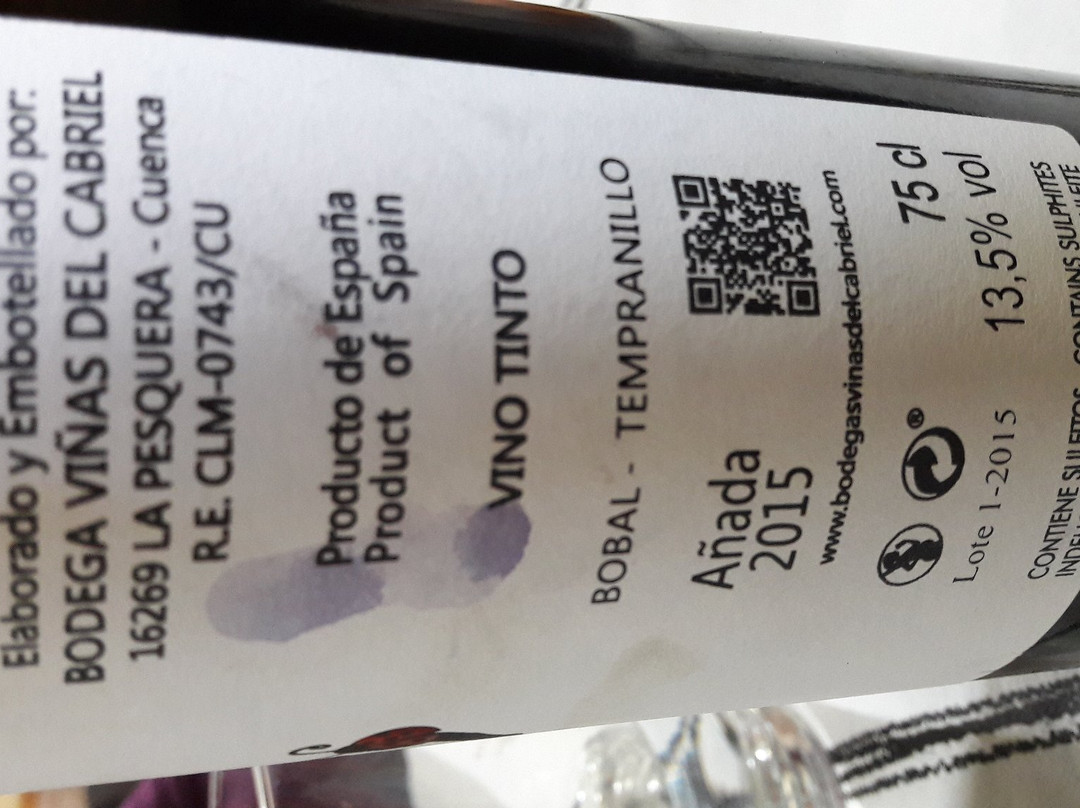 Elaborado y Embotellado por:
BODEGA VIÑAS DEL CABRIEL
16269 LA PESQUERA - Cuenca
R.E. CLM-0743/CU
Producto de España
Product of Spain
VINO TINTO
BOBAL - TEMPRANILLO
Añada
2015
www.bodegasvinasdelcabriel.com
75 cl
Lote 1-2015 13,5% vol
CONTIENE SULFITOS CONTAINS SULPHITES